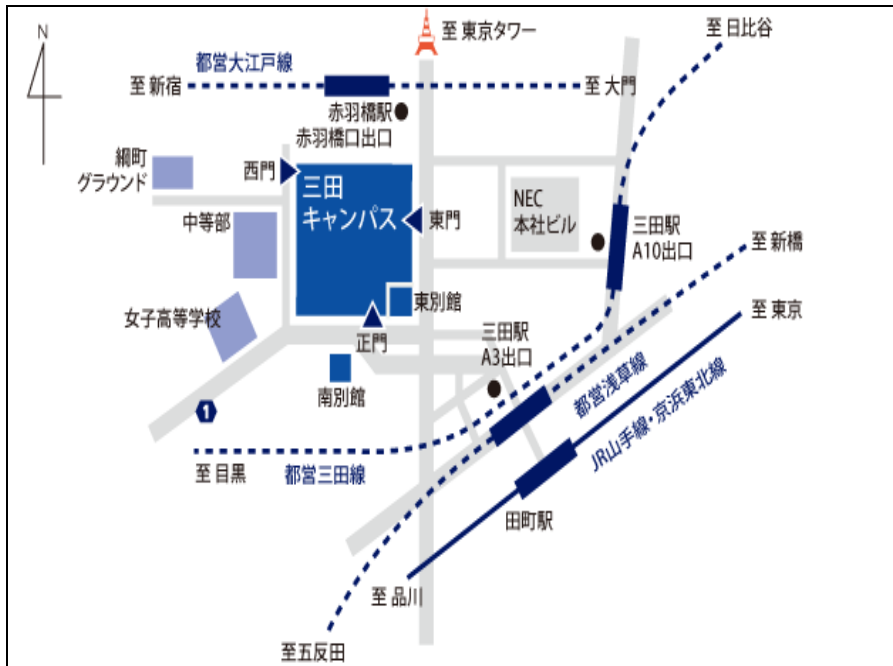 N
至 東京タワー
至 日比谷
都営大江戸線
至 新宿
至 大門
赤羽橋駅
赤羽橋口出口
綱町
グラウンド
西門
三田
キャンパス
東門
NEC
本社ビル
中等部
三田駅
A10出口
至 新橋
東別館
女子高等学校
正門
三田駅
A3出口
至 東京
南別館
1
都営浅草線
JR山手線・京浜東北線
至 目黒
都営三田線
田町駅
至 品川
至五反田